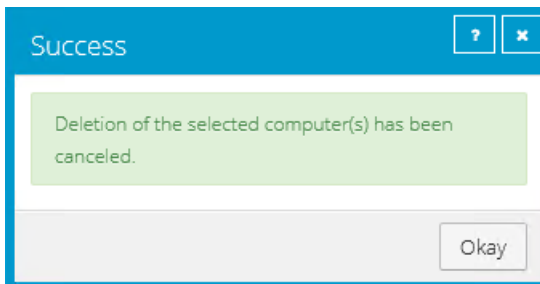 Success
?
×
Deletion of the selected computer(s) has been
canceled.
Okay